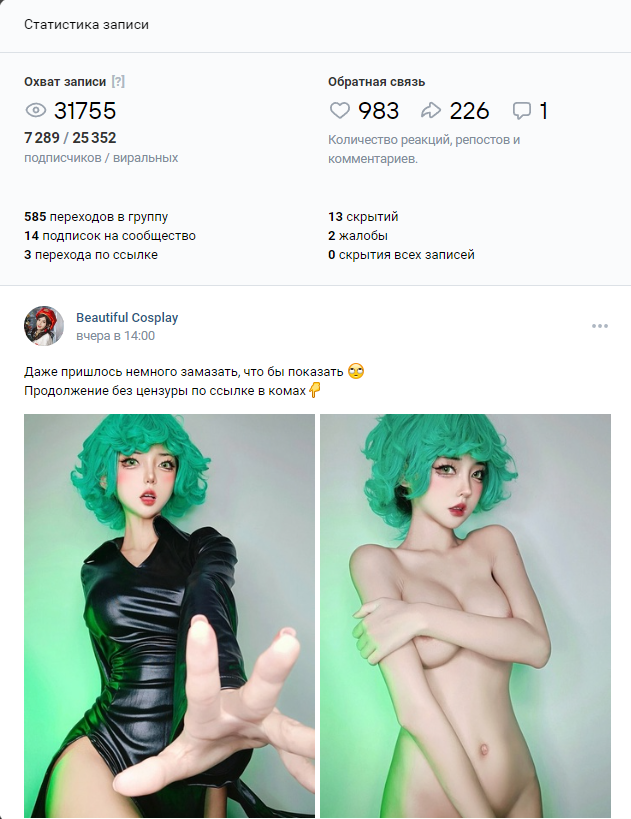 Статистика записи
Охват записи [?]
31755
7 289 / 25 352
подписчиков / виральных
Обратная связь
983 226 1
Количество реакций, репостов и
комментариев.
585 переходов в группу
14 подписок на сообщество
3 перехода по ссылке
13 скрытий
2 жалобы
0 скрытия всех записей
Beautiful Cosplay
вчера в 14:00
Даже пришлось немного замазать, что бы показать 🙄
Продолжение без цензуры по ссылке в комах👇